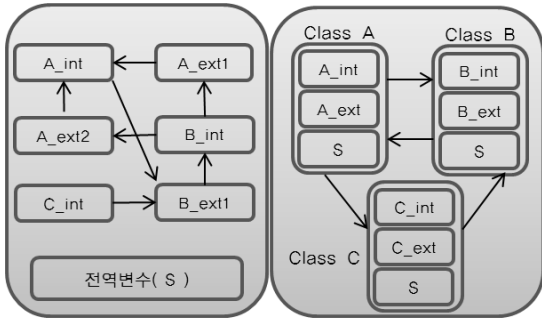 A_int
A_ext1
A_ext2
B_int
C_int
B_ext1
전역변수( S )
Class A
A_int
A_ext
S
Class B
B_int
B_ext
S
Class C
C_int
C_ext
S